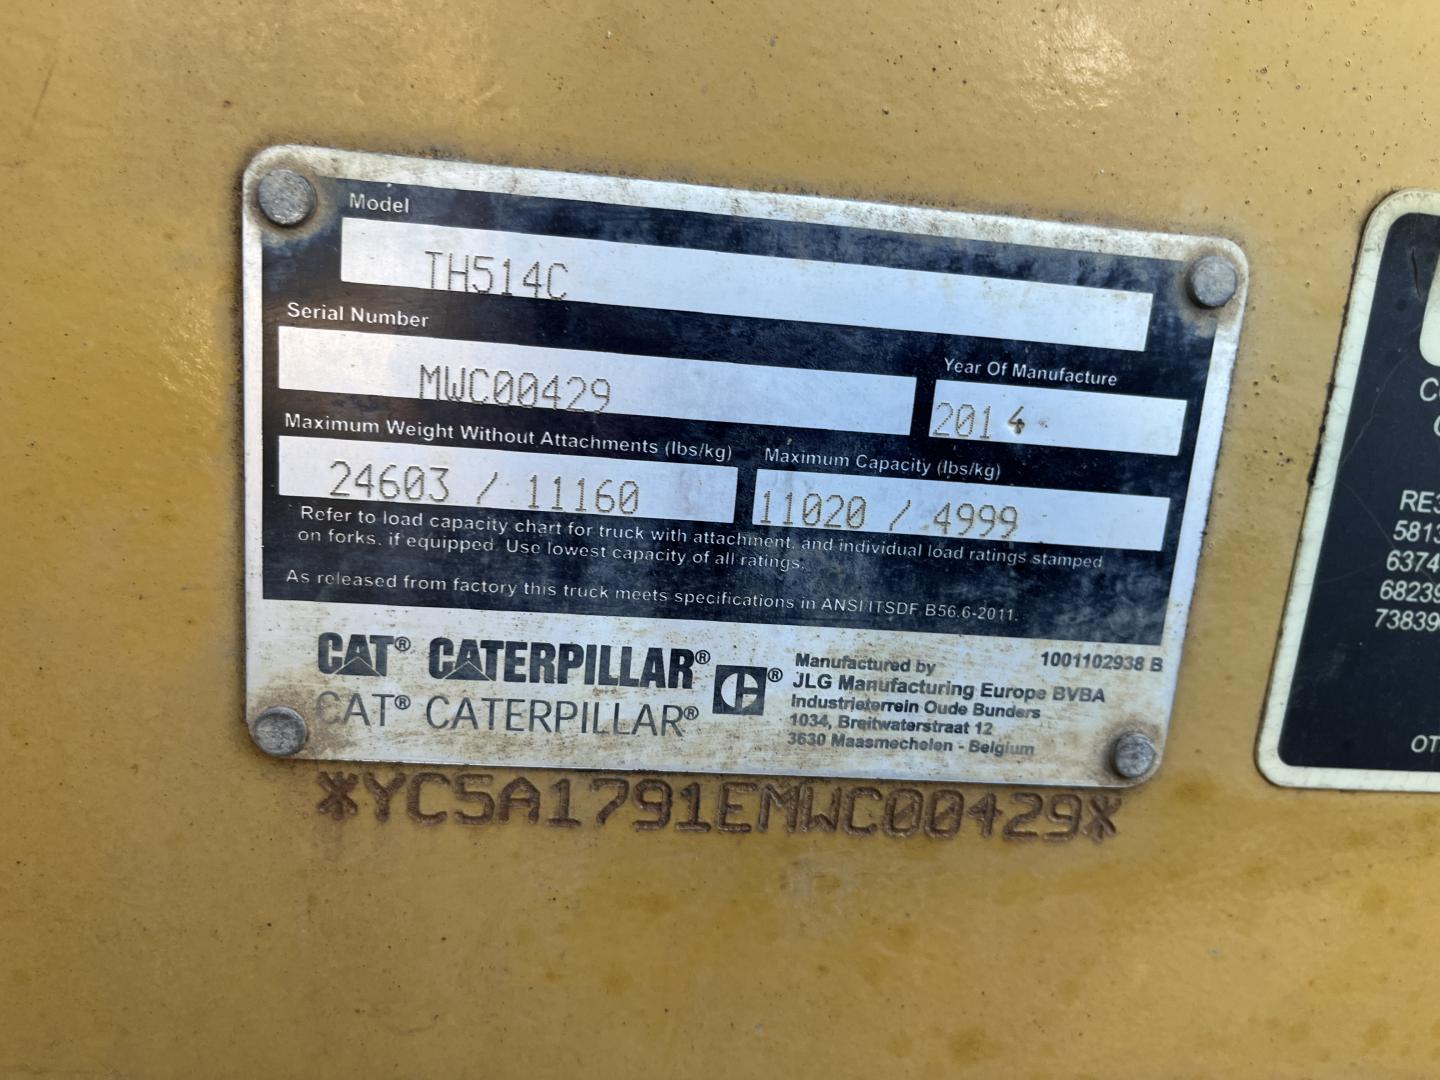 Model
TH514C
Serial Number
MWC00429
Year Of Manufacture
2014
Maximum Weight Without Attachments (lbs/kg)
24603 / 11160
Maximum Capacity (lbs/kg)
11020 / 4999
Refer to load capacity chart for truck with attachment, and individual load ratings stamped
on forks, if equipped. Use lowest capacity of all ratings.
As released from factory this truck meets specifications in ANSI/ITSDF B56.6-2011.
CAT® CATERPILLAR®
CAT® CATERPILLAR®
®
Manufactured by
1001102938 B
JLG Manufacturing Europe BVBA
Industrieterrein Oude Bunders
1034, Breitwaterstraat 12
3630 Maasmechelen - Belgium
*YC5A1791EMWC00429*
RE3
5813
6374
68239
73839
OT